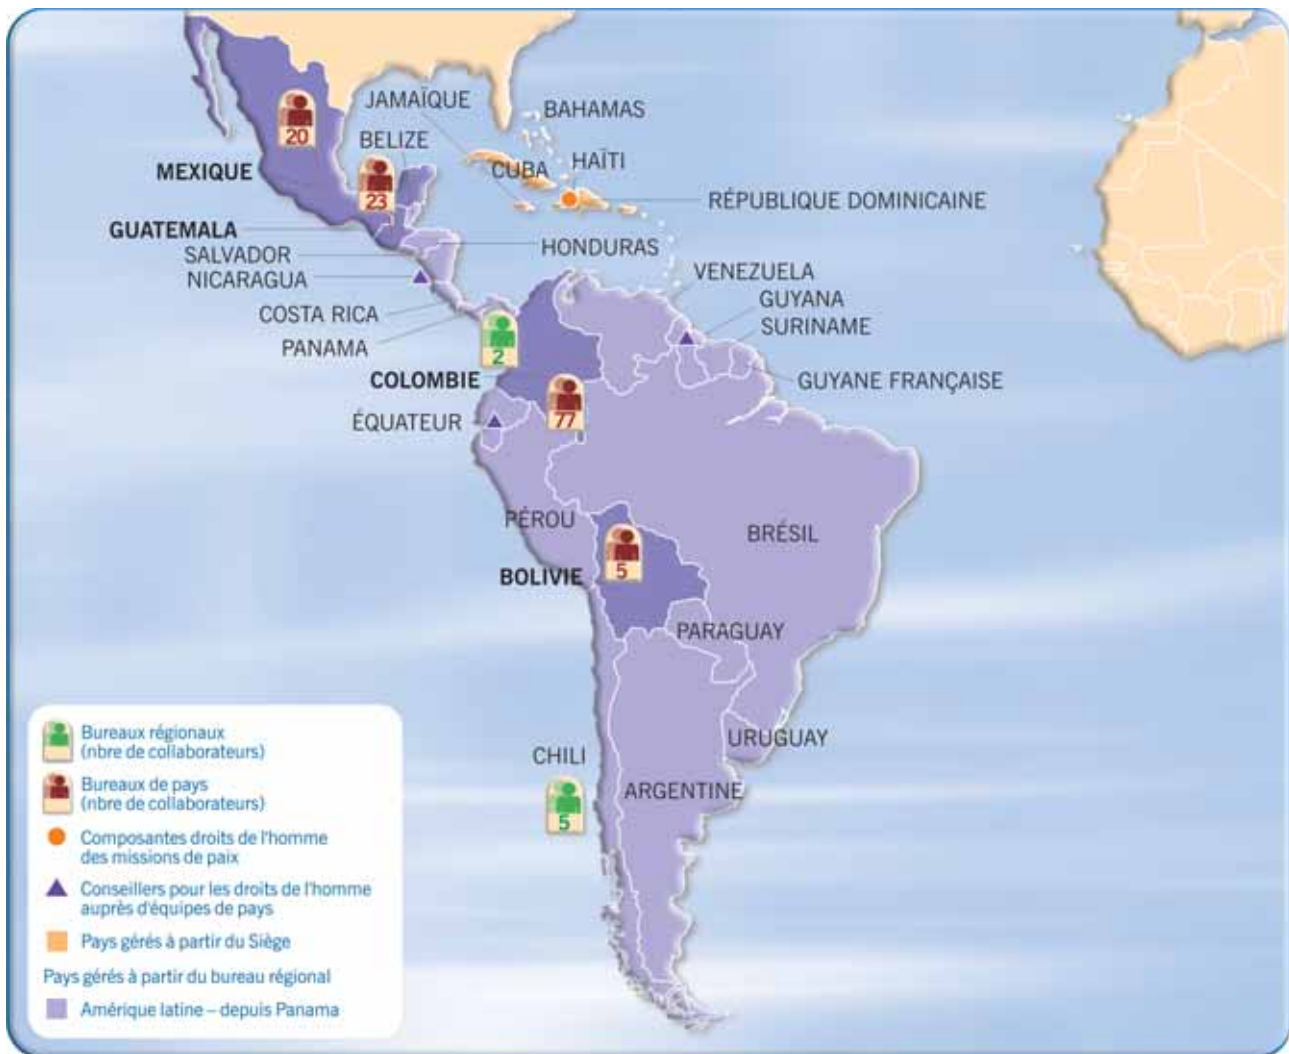 JAMAÏQUE
BAHAMAS
20
BELIZE
HAÏTI
CUBA
MEXIQUE
23
RÉPUBLIQUE DOMINICAINE
GUATEMALA
HONDURAS
SALVADOR
NICARAGUA
VENEZUELA
GUYANA
COSTA RICA
SURINAME
PANAMA
2
COLOMBIE
GUYANE FRANÇAISE
ÉQUATEUR
77
PÉROU
BRÉSIL
5
BOLIVIE
PARAGUAY
URUGUAY
CHILI
ARGENTINE
5
Bureaux régionaux
(nbre de collaborateurs)
Bureaux de pays
(nbre de collaborateurs)
Composantes droits de l'homme
des missions de paix
Conseillers pour les droits de l'homme
auprès d'équipes de pays
Pays gérés à partir du Siège
Pays gérés à partir du bureau régional
Amérique latine – depuis Panama